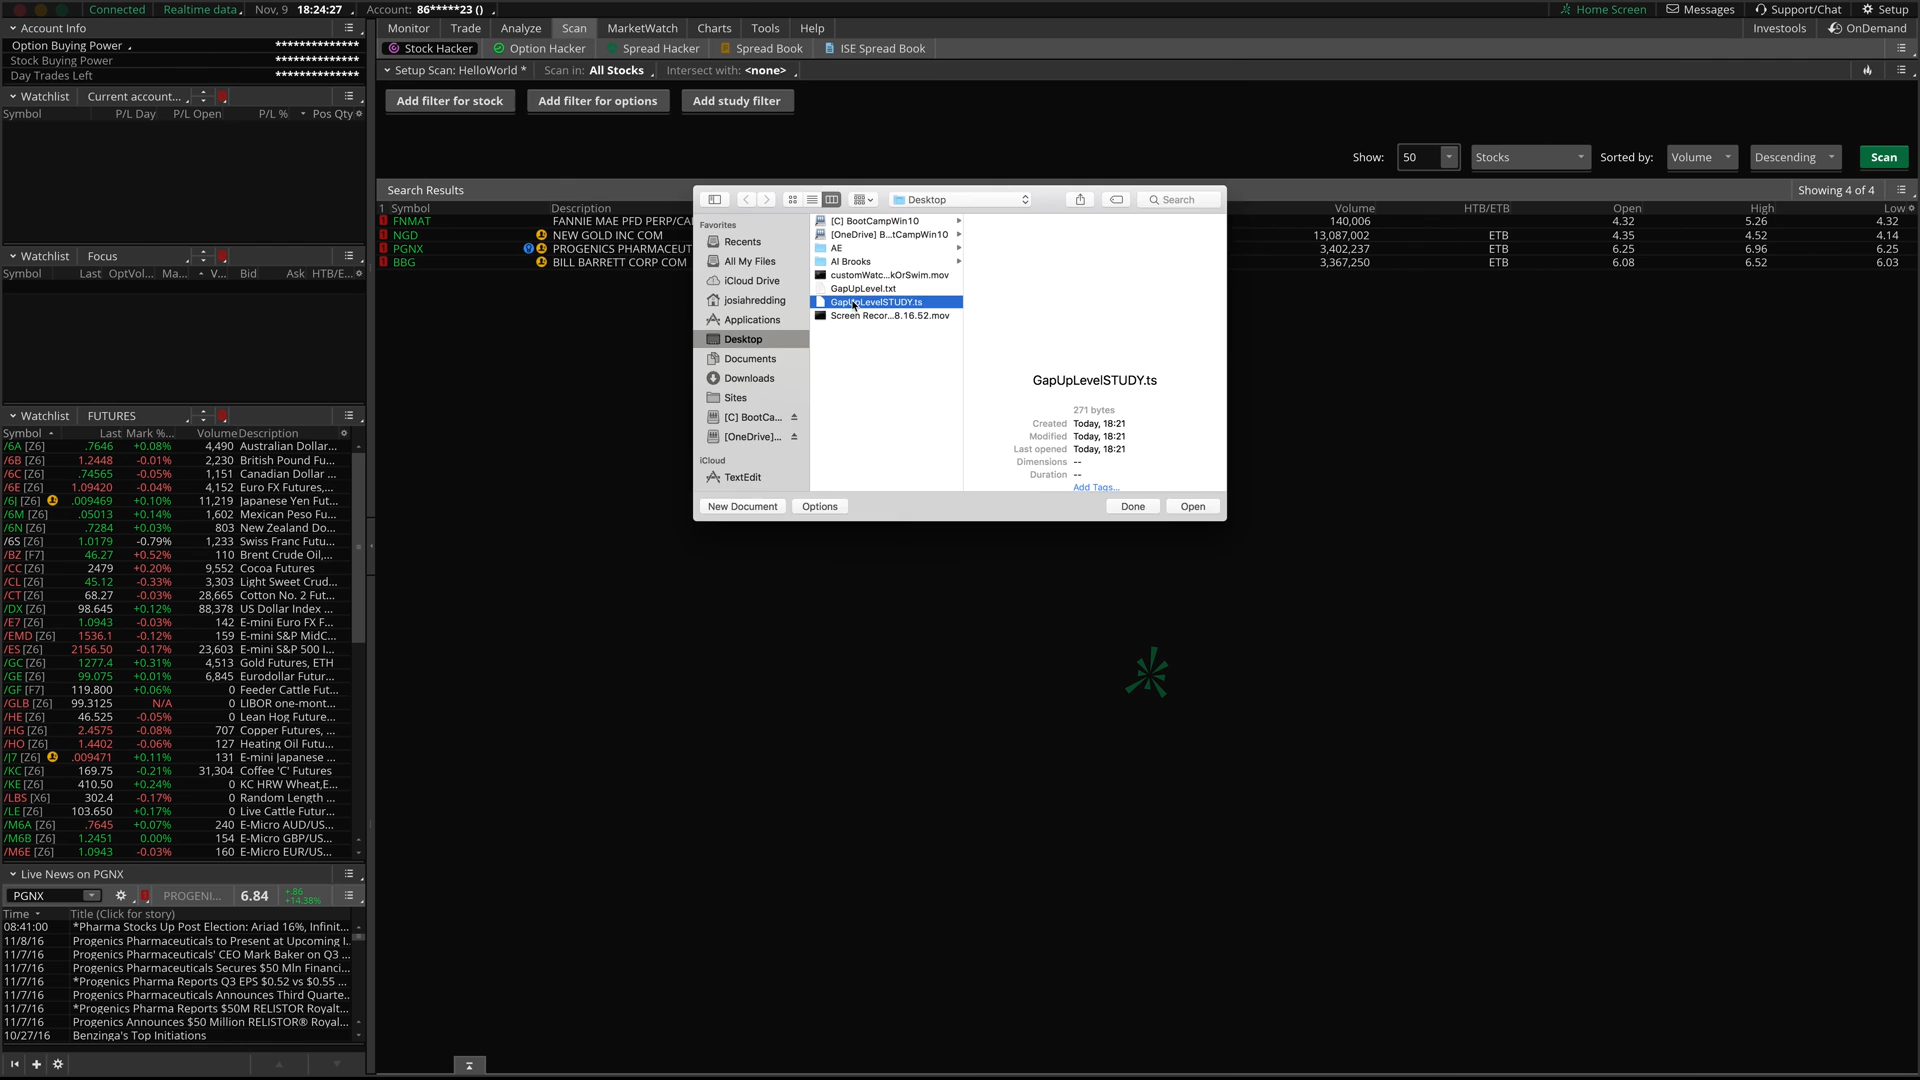 Connected Realtime data Nov, 9 18:24:27 Account: 86*****23 () Home Screen Messages Support/Chat Setup
Account Info Monitor Trade Analyze Scan MarketWatch Charts Tools Help Investools OnDemand
Option Buying Power **************
Stock Buying Power **************
Day Trades Left **************
Stock Hacker Option Hacker Spread Hacker Spread Book ISE Spread Book
Setup Scan: HelloWorld * Scan in: All Stocks Intersect with: <none>
Add filter for stock Add filter for options Add study filter
Show: 50 Stocks Sorted by: Volume Descending Scan
Search Results Showing 4 of 4
1 Symbol Description Volume HTB/ETB Open High Low
FNMAT FANNIE MAE PFD PERP/CA 140,006 4.32 5.26 4.32
NGD NEW GOLD INC COM 13,087,002 ETB 4.35 4.52 4.14
PGNX PROGENICS PHARMACEUT 3,402,237 ETB 6.25 6.96 6.25
BBG BILL BARRETT CORP COM 3,367,250 ETB 6.08 6.52 6.03
Watchlist Current account...
Symbol P/L Day P/L Open P/L % Pos Qty
Watchlist Focus
Symbol Last OptVol... Ma... V... Bid Ask HTB/E...
Watchlist FUTURES
Symbol Last Mark %... Volume Description
/6A [Z6] .7646 +0.08% 4,490 Australian Dollar...
/6B [Z6] 1.2448 -0.01% 2,230 British Pound Fu...
/6C [Z6] .74565 -0.05% 1,151 Canadian Dollar ...
/6E [Z6] 1.09420 -0.04% 4,152 Euro FX Futures,...
/6J [Z6] .009469 +0.10% 11,219 Japanese Yen Fut...
/6M [Z6] .05013 +0.14% 1,602 Mexican Peso Fu...
/6N [Z6] .7284 +0.03% 803 New Zealand Do...
/6S [Z6] 1.0179 -0.79% 1,233 Swiss Franc Futu...
/BZ [F7] 46.27 +0.52% 110 Brent Crude Oil,...
/CC [Z6] 2479 +0.20% 9,552 Cocoa Futures
/CL [Z6] 45.12 -0.33% 3,303 Light Sweet Crud...
/CT [Z6] 68.27 -0.03% 28,665 Cotton No. 2 Fut...
/DX [Z6] 98.645 +0.12% 88,378 US Dollar Index ...
/E7 [Z6] 1.0943 -0.03% 142 E-mini Euro FX F...
/EMD [Z6] 1536.1 -0.12% 159 E-mini S&P MidC...
/ES [Z6] 2156.50 -0.17% 23,603 E-mini S&P 500 I...
/GC [Z6] 1277.4 +0.31% 4,513 Gold Futures, ETH
/GE [Z6] 99.075 +0.01% 6,845 Eurodollar Futur...
/GF [F7] 119.800 +0.06% 0 Feeder Cattle Fut...
/GLB [Z6] 99.3125 N/A 0 LIBOR one-mont...
/HE [Z6] 46.525 -0.05% 0 Lean Hog Future...
/HG [Z6] 2.4575 -0.08% 707 Copper Futures, ...
/HO [Z6] 1.4402 -0.06% 127 Heating Oil Futu...
/J7 [Z6] .009471 +0.11% 131 E-mini Japanese ...
/KC [Z6] 169.75 -0.21% 31,304 Coffee 'C' Futures
/KE [Z6] 410.50 +0.24% 0 KC HRW Wheat,E...
/LBS [X6] 302.4 -0.17% 0 Random Length ...
/LE [Z6] 103.650 +0.17% 0 Live Cattle Futur...
/M6A [Z6] .7645 +0.07% 240 E-Micro AUD/US...
/M6B [Z6] 1.2451 0.00% 154 E-Micro GBP/US...
/M6E [Z6] 1.0943 -0.03% 160 E-Micro EUR/US...
Live News on PGNX
PGNX PROGENI... 6.84 +.86
+14.38%
Time Title (Click for story)
08:41:00 *Pharma Stocks Up Post Election: Ariad 16%, Infinit...
11/8/16 Progenics Pharmaceuticals to Present at Upcoming I..
11/7/16 Progenics Pharmaceuticals' CEO Mark Baker on Q3 ...
11/7/16 Progenics Pharmaceuticals Secures $50 Mln Financi...
11/7/16 *Progenics Pharma Reports Q3 EPS $0.52 vs $0.55 ...
11/7/16 Progenics Pharmaceuticals Announces Third Quarte..
11/7/16 *Progenics Pharma Reports $50M RELISTOR Royalt...
11/7/16 Progenics Announces $50 Million RELISTOR® Royal...
10/27/16 Benzinga's Top Initiations
Desktop Search
Favorites
Recents
All My Files
iCloud Drive
josiahredding
Applications
Desktop
Documents
Downloads
Sites
[C] BootCa...
[OneDrive]...
iCloud
TextEdit
[C] BootCampWin10
[OneDrive] B...tCampWin10
AE
Al Brooks
customWatc...kOrSwim.mov
GapUpLevel.txt
GapUpLevelSTUDY.ts
Screen Recor...8.16.52.mov
GapUpLevelSTUDY.ts
271 bytes
Created Today, 18:21
Modified Today, 18:21
Last opened Today, 18:21
Dimensions --
Duration --
Add Tags...
New Document Options Done Open